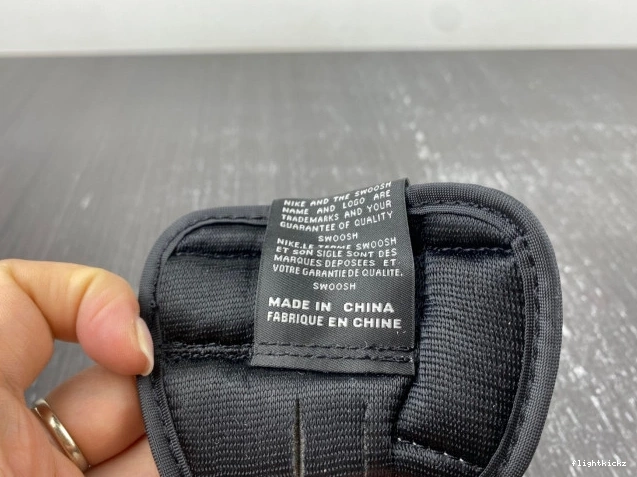 NIKE AND THE SWOOSH
NAME AND LOGO ARE
TRADEMARKS AND YOUR
GUARANTEE OF QUALITY
SWOOSH
NIKE.LE TERME SWOOSH
ET SON SIGLE SONT DES
MARQUES DEPOSEES ET
VOTRE GARANTIE DE QUALITE.
SWOOSH
MADE IN CHINA
FABRIQUE EN CHINE
flightkickz